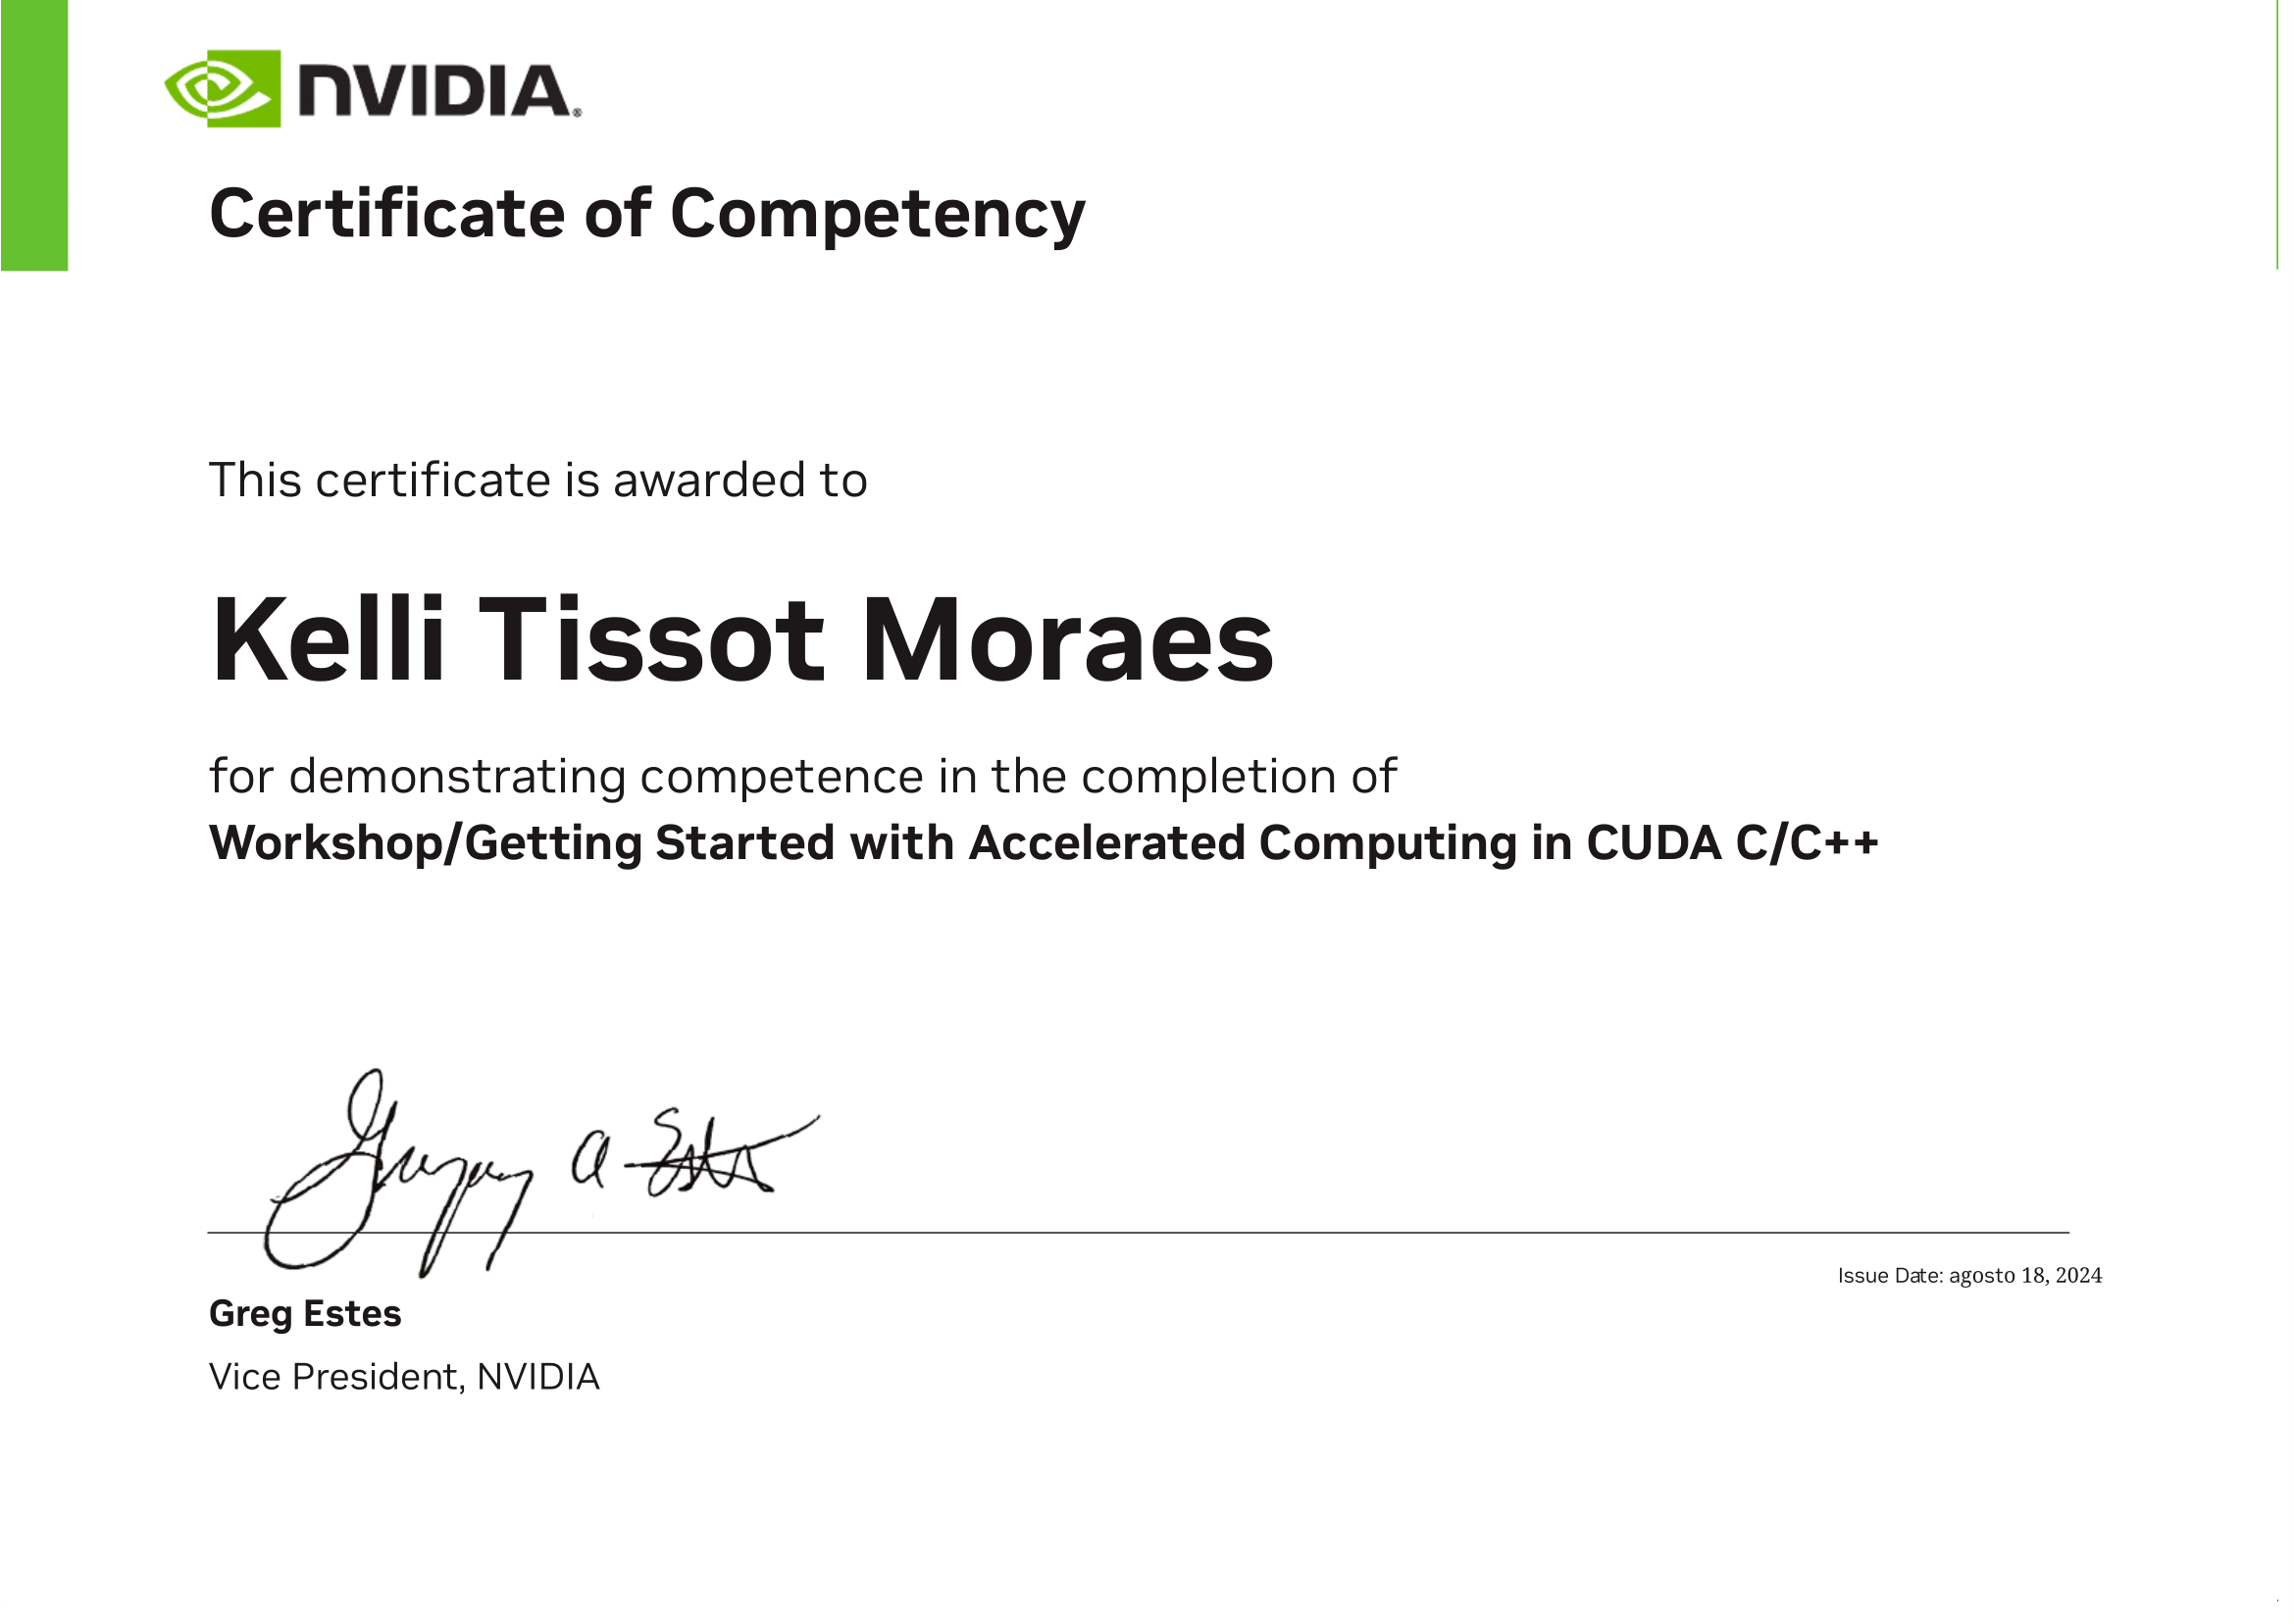 NVIDIA®
Certificate of Competency
This certificate is awarded to
Kelli Tissot Moraes
for demonstrating competence in the completion of
Workshop/Getting Started with Accelerated Computing in CUDA C/C++
Gregory A Estes
Issue Date: agosto 18, 2024
Greg Estes
Vice President, NVIDIA